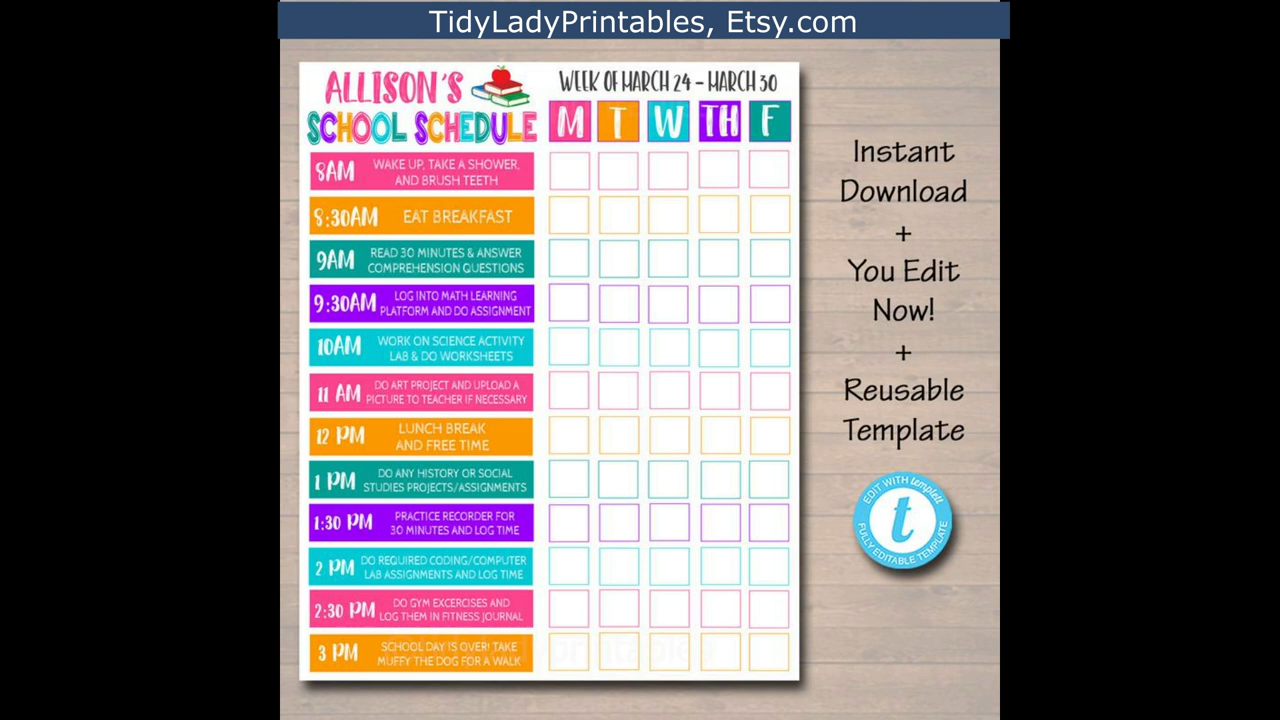 TidyLadyPrintables, Etsy.com
ALLISON'S
SCHOOL SCHEDULE
WEEK OF MARCH 24 - MARCH 30
M T W TH F
8AM WAKE UP, TAKE A SHOWER,
AND BRUSH TEETH
8:30AM EAT BREAKFAST
9AM READ 30 MINUTES & ANSWER
COMPREHENSION QUESTIONS
9:30AM LOG INTO MATH LEARNING
PLATFORM AND DO ASSIGNMENT
10AM WORK ON SCIENCE ACTIVITY
LAB & DO WORKSHEETS
11 AM DO ART PROJECT AND UPLOAD A
PICTURE TO TEACHER IF NECESSARY
12 PM LUNCH BREAK
AND FREE TIME
1 PM DO ANY HISTORY OR SOCIAL
STUDIES PROJECTS/ASSIGNMENTS
1:30 PM PRACTICE RECORDER FOR
30 MINUTES AND LOG TIME
2 PM DO REQUIRED CODING/COMPUTER
LAB ASSIGNMENTS AND LOG TIME
2:30 PM DO GYM EXCERCISES AND
LOG THEM IN FITNESS JOURNAL
3 PM SCHOOL DAY IS OVER! TAKE
MUFFY THE DOG FOR A WALK
Instant
Download
+
You Edit
Now!
+
Reusable
Template
EDIT WITH templett
t
FULLY EDITABLE TEMPLATE